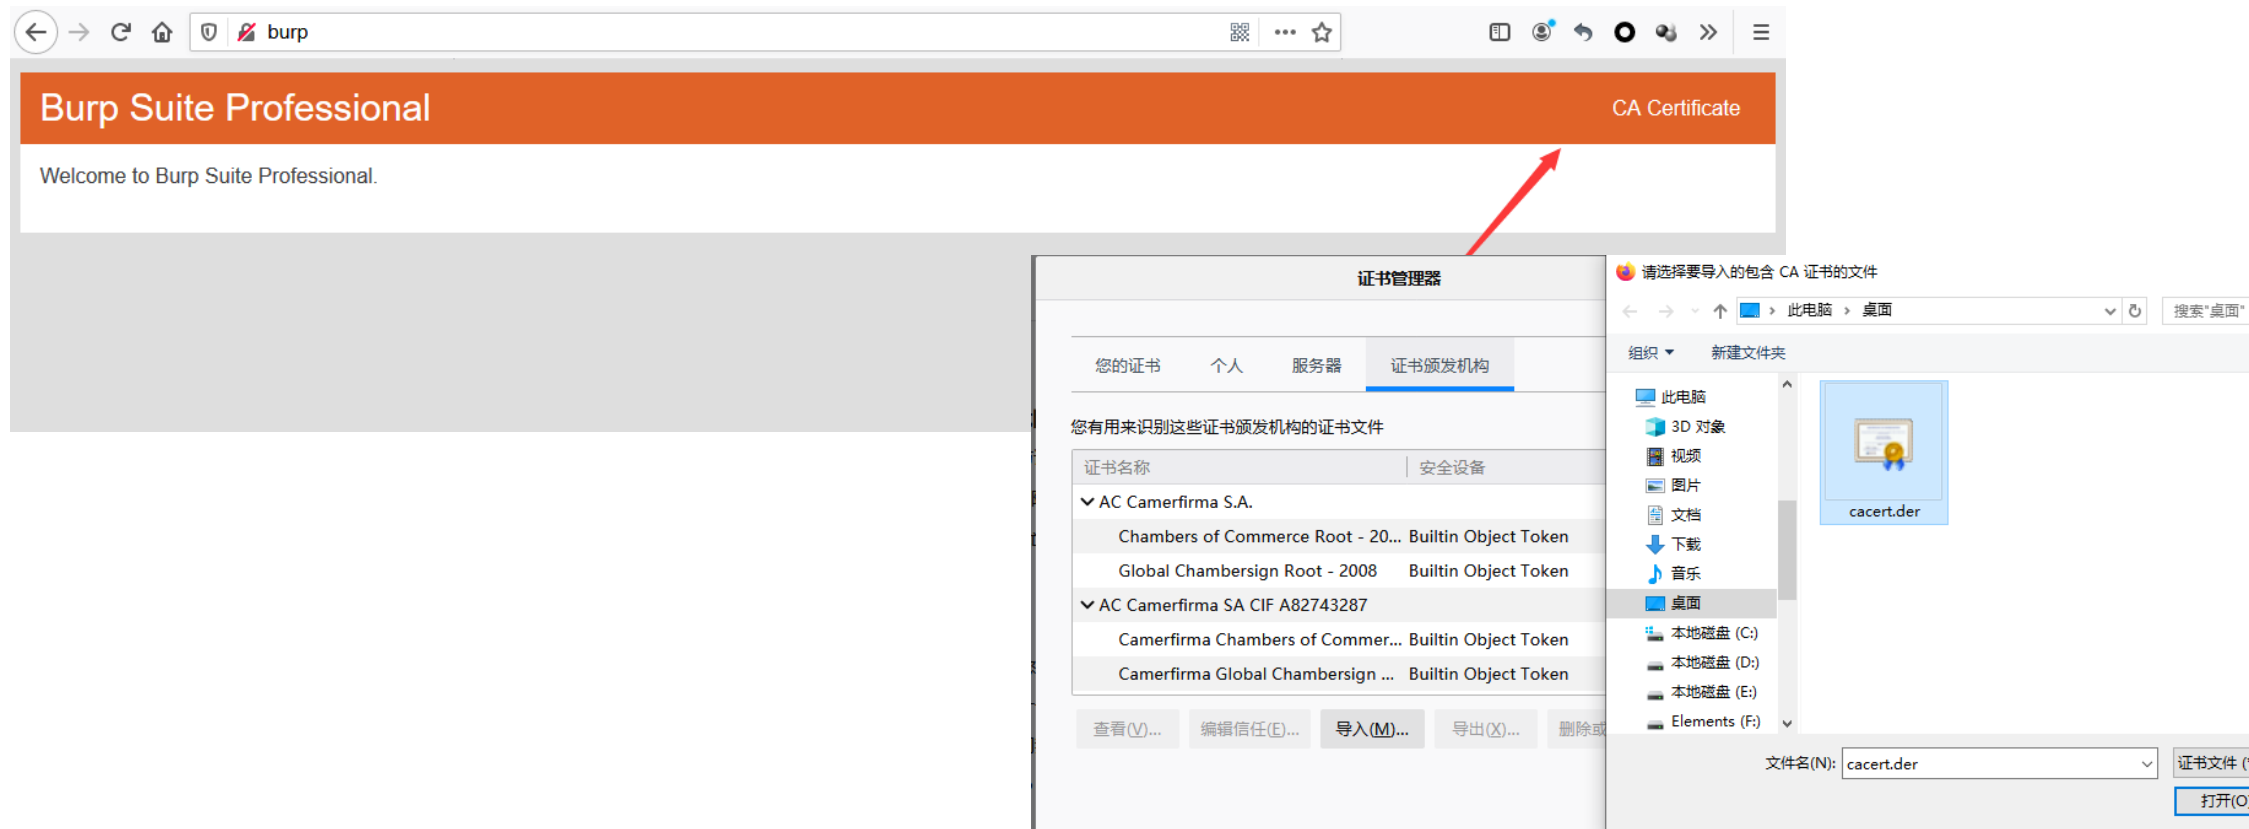 burp
Burp Suite Professional
CA Certificate
Welcome to Burp Suite Professional.
证书管理器
您的证书 个人 服务器 证书颁发机构
您有用来识别这些证书颁发机构的证书文件
证书名称 安全设备
AC Camerfirma S.A.
Chambers of Commerce Root - 20... Builtin Object Token
Global Chambersign Root - 2008 Builtin Object Token
AC Camerfirma SA CIF A82743287
Camerfirma Chambers of Commer... Builtin Object Token
Camerfirma Global Chambersign ... Builtin Object Token
查看(V)... 编辑信任(E)... 导入(M)... 导出(X)... 删除或
请选择要导入的包含 CA 证书的文件
此电脑 › 桌面
搜索"桌面"
组织 新建文件夹
此电脑
3D 对象
视频
图片
文档
下载
音乐
桌面
本地磁盘 (C:)
本地磁盘 (D:)
本地磁盘 (E:)
Elements (F:)
cacert.der
文件名(N): cacert.der
证书文件 (
打开(O